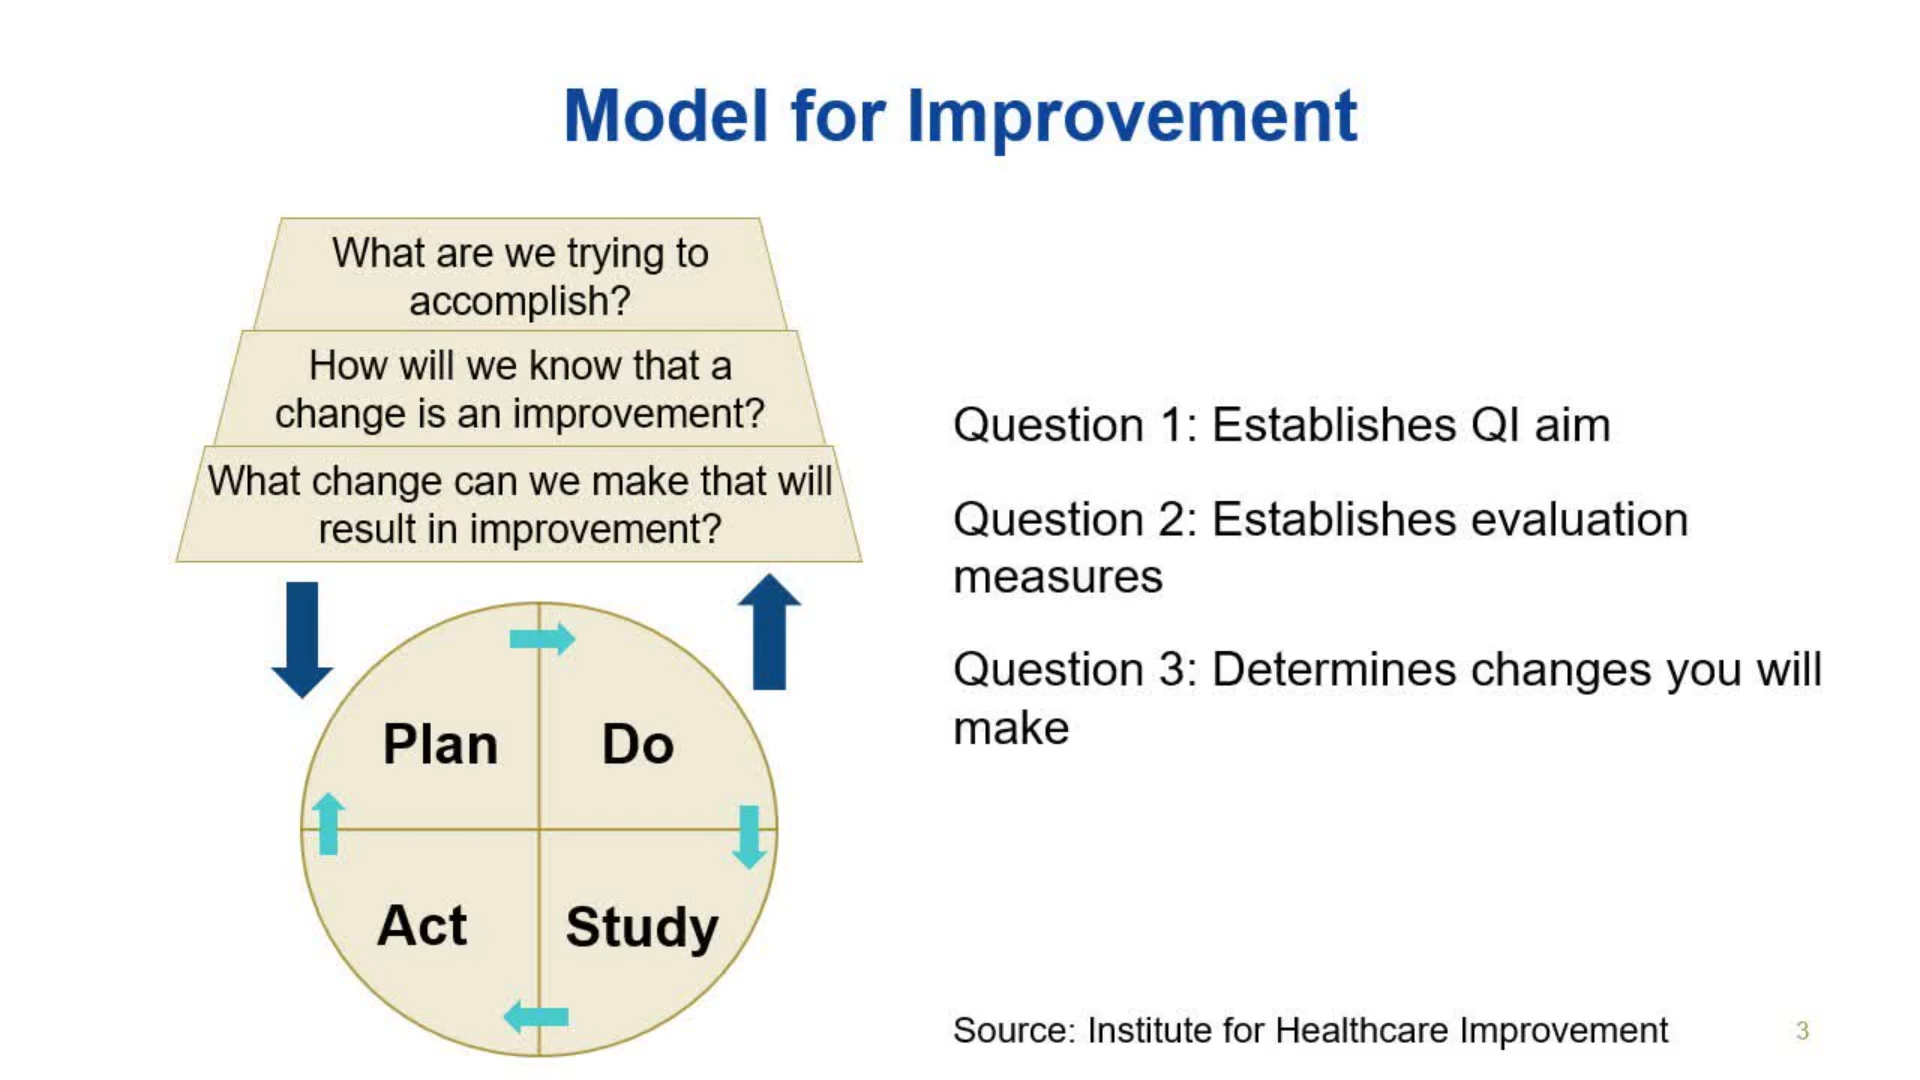 Model for Improvement
What are we trying to
accomplish?
How will we know that a
change is an improvement?
What change can we make that will
result in improvement?
Plan
Do
Act
Study
Question 1: Establishes QI aim
Question 2: Establishes evaluation
measures
Question 3: Determines changes you will
make
Source: Institute for Healthcare Improvement
3